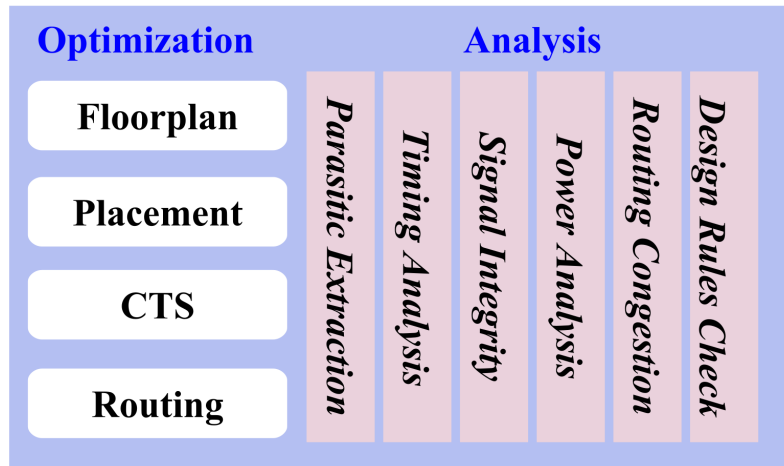 Optimization
Analysis
Floorplan
Placement
CTS
Routing
Parasitic Extraction
Timing Analysis
Signal Integrity
Power Analysis
Routing Congestion
Design Rules Check